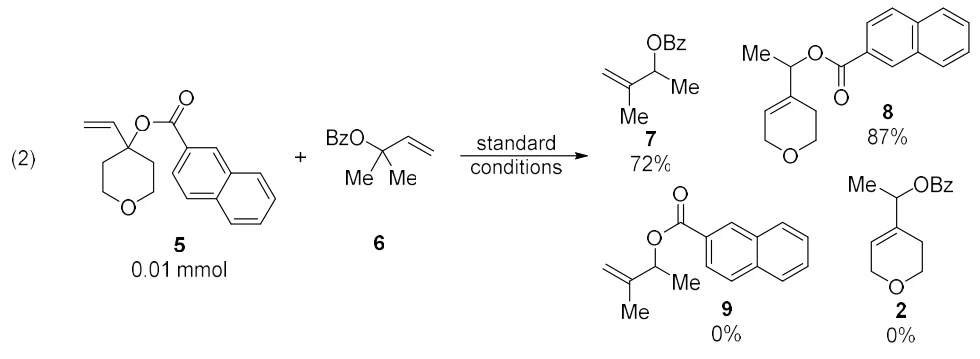 (2)
O
O
O
5
0.01 mmol
+
BzO
Me
Me
6
standard
conditions
OBz
Me
Me
7
72%
Me
O
O
O
8
87%
O
O
Me
Me
9
0%
Me
OBz
O
2
0%